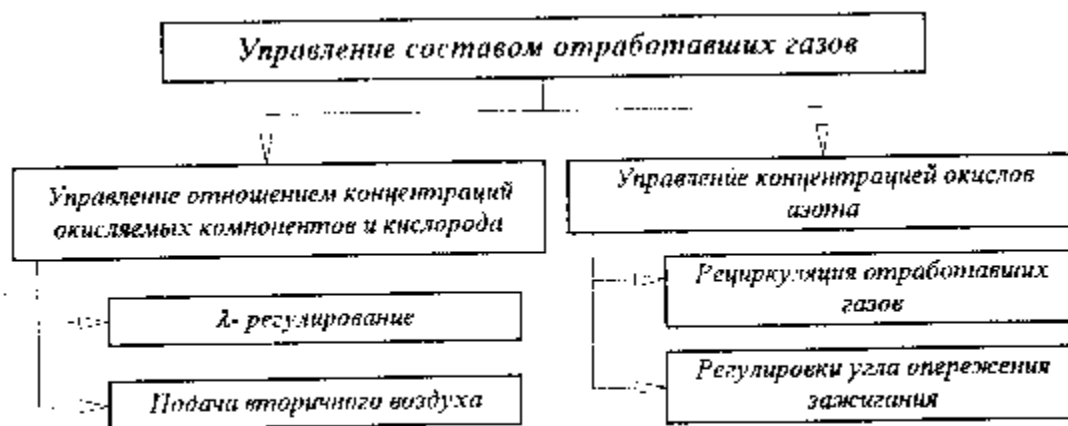 Управление составом отработавших газов
Управление отношением концентраций
окисляемых компонентов и кислорода
Управление концентрацией окислов
азота
λ- регулирование
Подача вторичного воздуха
Рециркуляция отработавших
газов
Регулировки угла опережения
зажигания